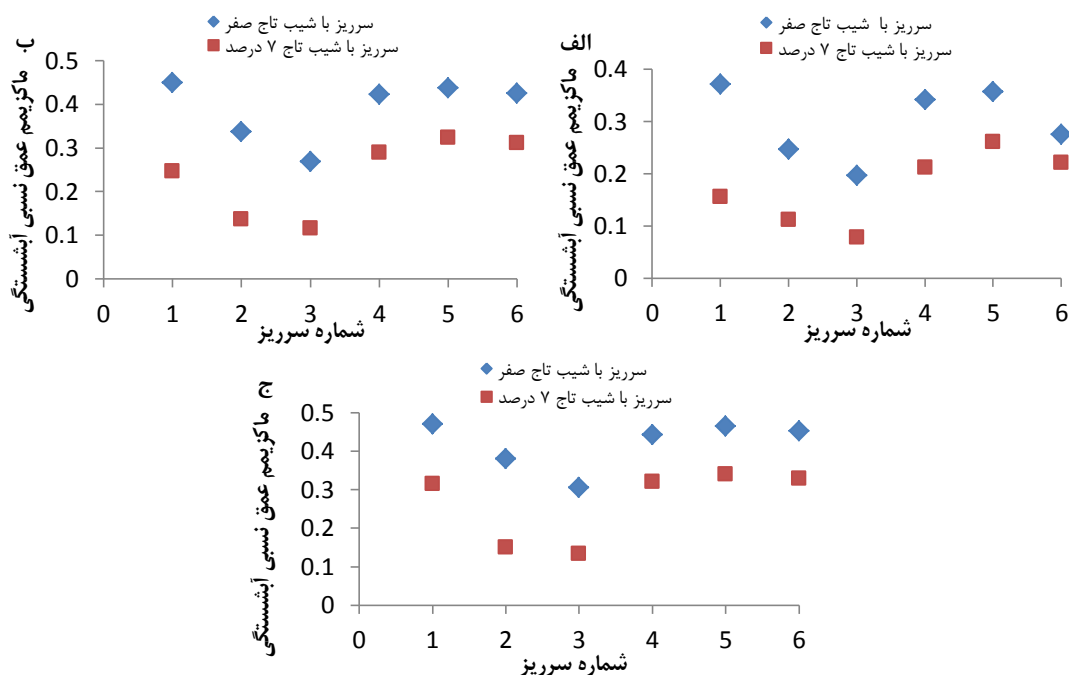 سرریز با شیب تاج صفر
سرریز با شیب تاج ۷ درصد
الف
ماکزیمم عمق نسبی آبشستگی
0.4
0.3
0.2
0.1
0
0 1 2 3 4 5 6
شماره سرریز
سرریز با شیب تاج صفر
سرریز با شیب تاج ۷ درصد
ب
ماکزیمم عمق نسبی آبشستگی
0.5
0.4
0.3
0.2
0.1
0
0 1 2 3 4 5 6
شماره سرریز
سرریز با شیب تاج صفر
سرریز با شیب تاج ۷ درصد
ج
ماکزیمم عمق نسبی آبشستگی
0.5
0.4
0.3
0.2
0.1
0
0 1 2 3 4 5 6
شماره سرریز